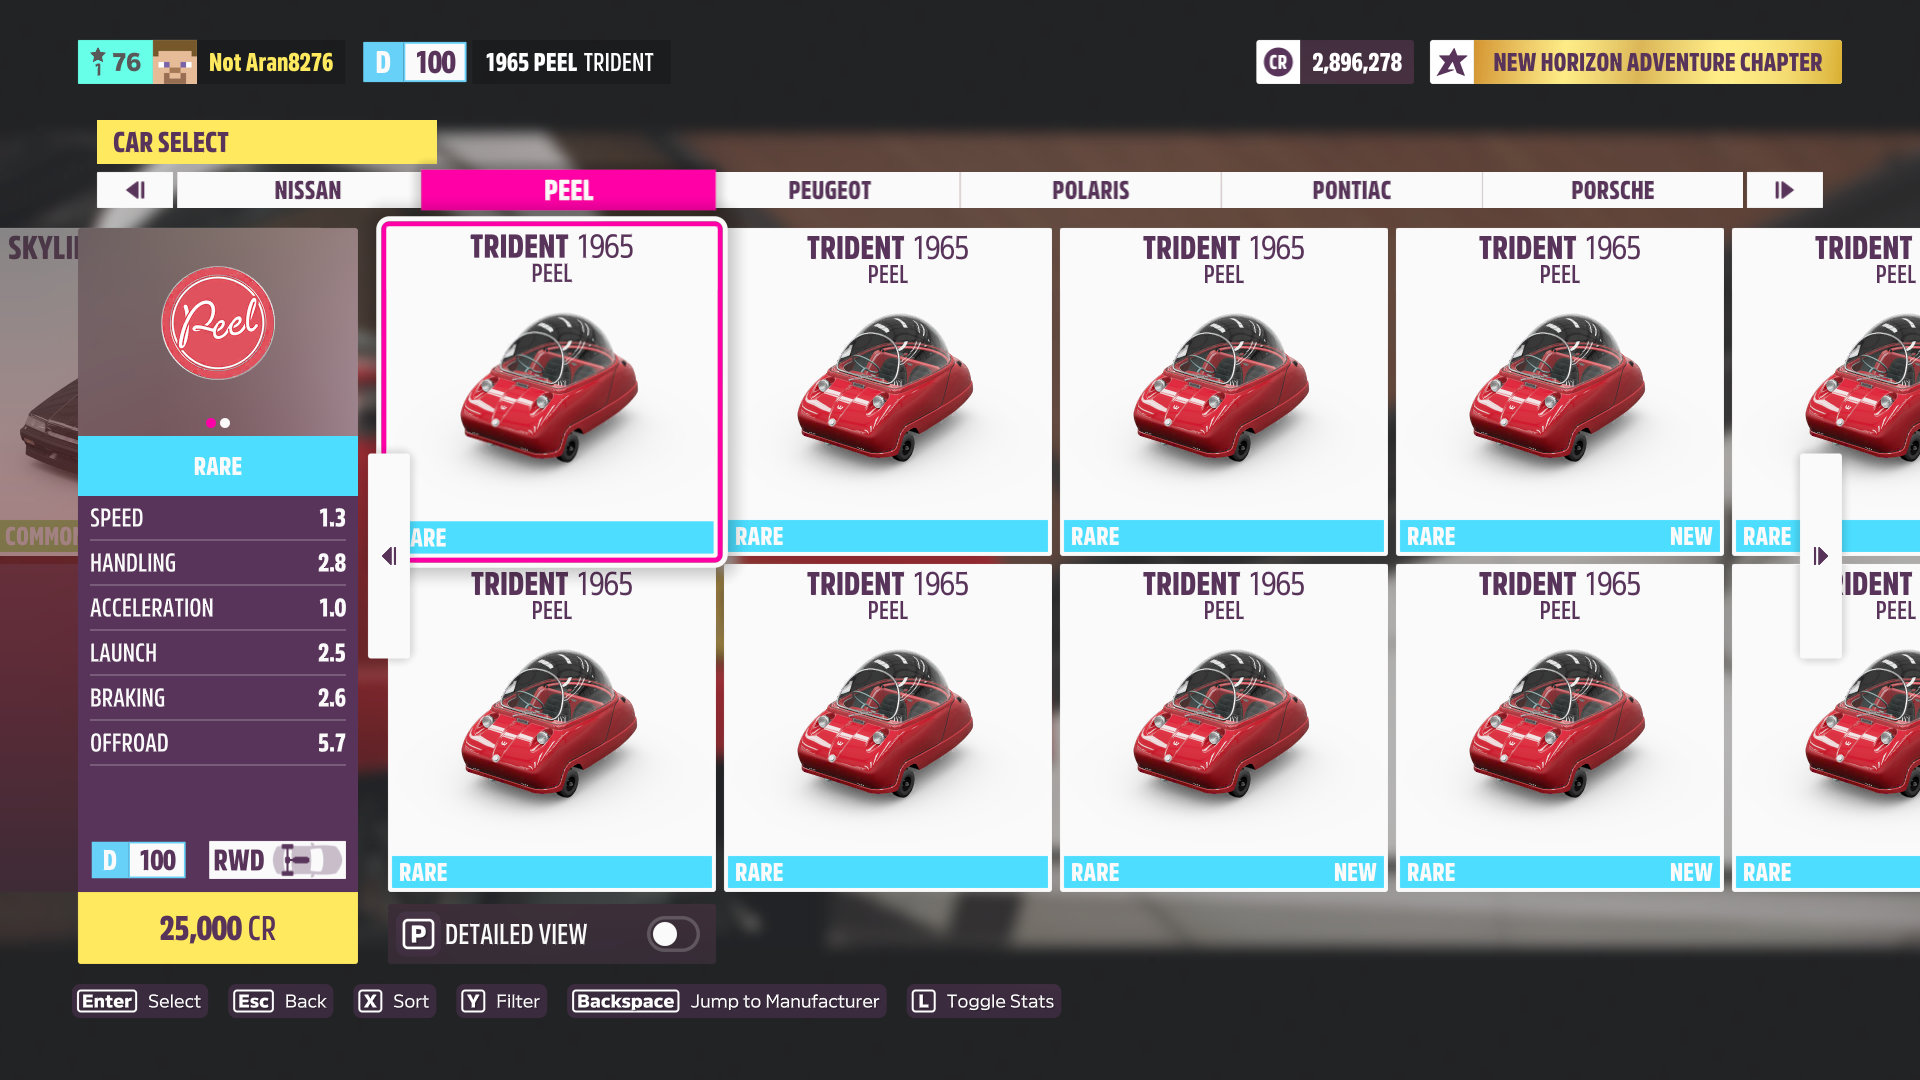 1 76 Not Aran8276 D 100 1965 PEEL TRIDENT CR 2,896,278 NEW HORIZON ADVENTURE CHAPTER
CAR SELECT
NISSAN PEEL PEUGEOT POLARIS PONTIAC PORSCHE
SKYLI
Peel
RARE
SPEED 1.3
HANDLING 2.8
ACCELERATION 1.0
LAUNCH 2.5
BRAKING 2.6
OFFROAD 5.7
D 100 RWD
25,000 CR
COMMO
TRIDENT 1965
PEEL
ARE
TRIDENT 1965
PEEL
RARE
TRIDENT 1965
PEEL
RARE
TRIDENT 1965
PEEL
RARE NEW
TRIDENT
PEEL
RARE
TRIDENT 1965
PEEL
RARE
TRIDENT 1965
PEEL
RARE
TRIDENT 1965
PEEL
RARE NEW
TRIDENT 1965
PEEL
RARE NEW
RIDENT
PEEL
RARE
P DETAILED VIEW
Enter Select Esc Back X Sort Y Filter Backspace Jump to Manufacturer L Toggle Stats